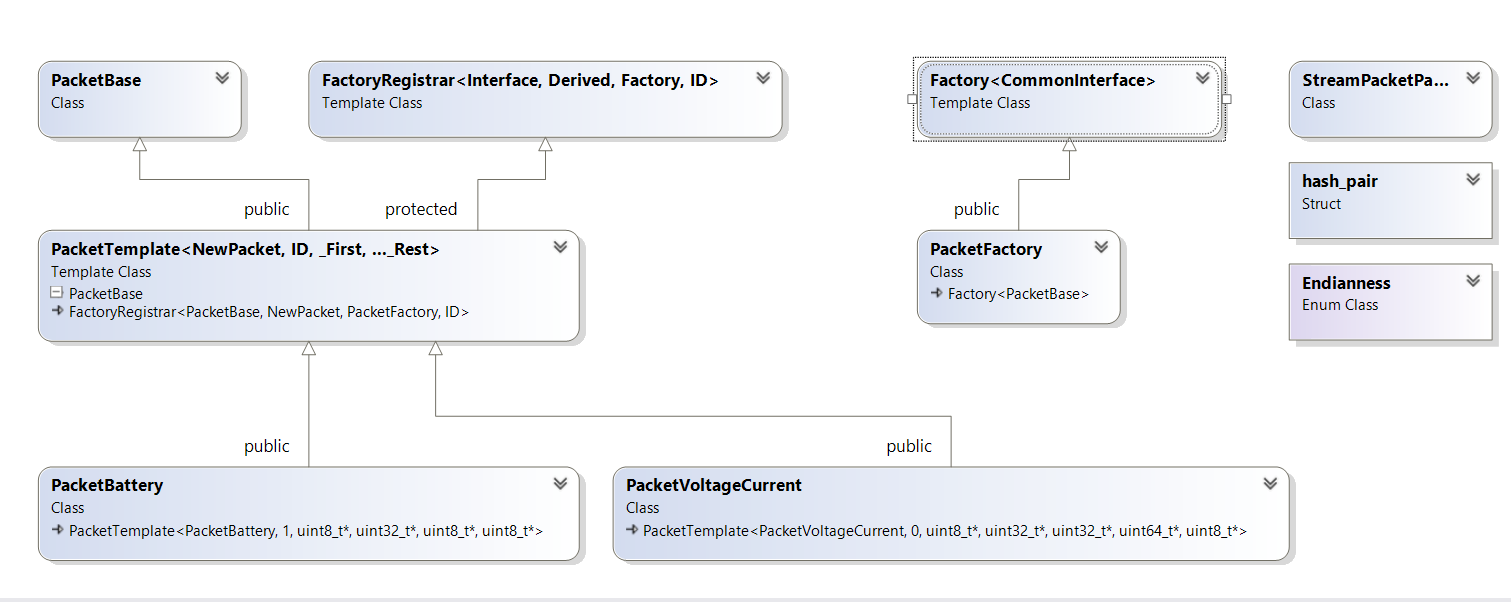 PacketBase
Class
FactoryRegistrar<Interface, Derived, Factory, ID>
Template Class
Factory<CommonInterface>
Template Class
StreamPacketPa...
Class
hash_pair
Struct
public
protected
public
PacketTemplate<NewPacket, ID, _First, ..._Rest>
Template Class
PacketBase
FactoryRegistrar<PacketBase, NewPacket, PacketFactory, ID>
PacketFactory
Class
Factory<PacketBase>
Endianness
Enum Class
public
public
PacketBattery
Class
PacketTemplate<PacketBattery, 1, uint8_t*, uint32_t*, uint8_t*, uint8_t*>
PacketVoltageCurrent
Class
PacketTemplate<PacketVoltageCurrent, 0, uint8_t*, uint32_t*, uint32_t*, uint64_t*, uint8_t*>